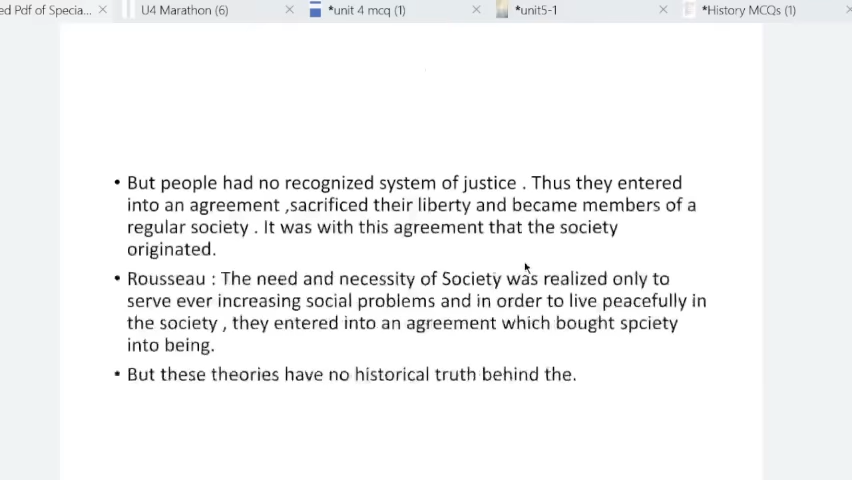 ed Pdf of Specia... U4 Marathon (6) *unit 4 mcq (1) *unit5-1 *History MCQs (1)
• But people had no recognized system of justice . Thus they entered
into an agreement ,sacrificed their liberty and became members of a
regular society . It was with this agreement that the society
originated.
• Rousseau : The need and necessity of Society was realized only to
serve ever increasing social problems and in order to live peacefully in
the society , they entered into an agreement which bought spciety
into being.
• But these theories have no historical truth behind the.